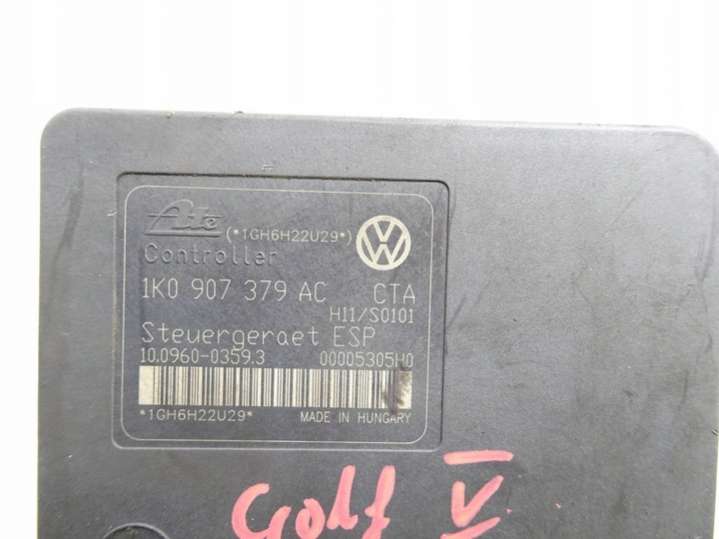 Ate (*1GH6H22U29*)
Controller
1K0 907 379 AC CTA
H11/S0101
Steuergeraet ESP
10.0960-0359.3 00005305H0
*1GH6H22U29* MADE IN HUNGARY
Golf V